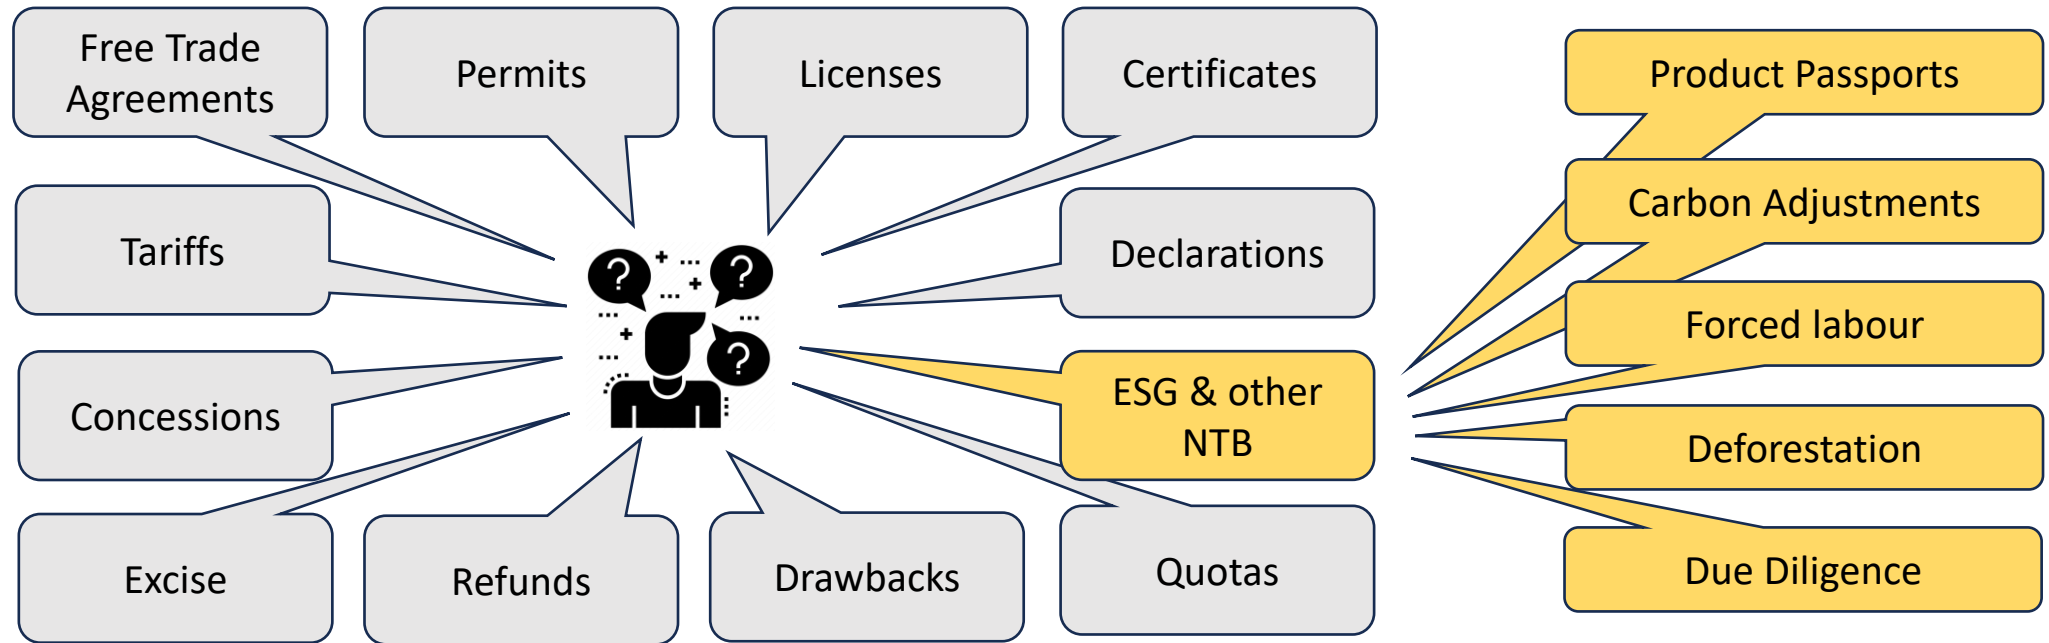 Free Trade
Agreements
Permits
Licenses
Certificates
Product Passports
Carbon Adjustments
Tariffs
?
?
?
Declarations
Forced labour
Concessions
ESG & other
NTB
Deforestation
Excise
Refunds
Drawbacks
Quotas
Due Diligence